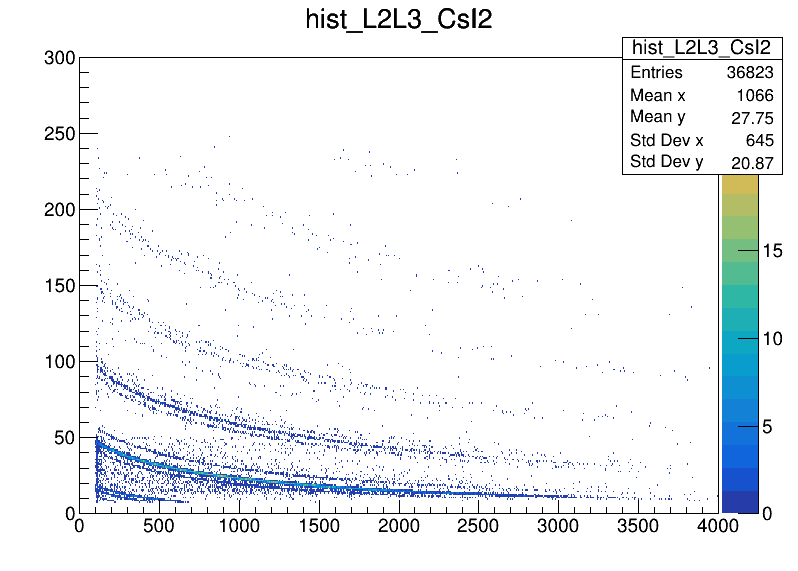 hist_L2L3_CsI2
hist_L2L3_CsI2
Entries 36823
Mean x 1066
Mean y 27.75
Std Dev x 645
Std Dev y 20.87
300
250
200
150
100
50
0
0 500 1000 1500 2000 2500 3000 3500 4000
15
10
5
0